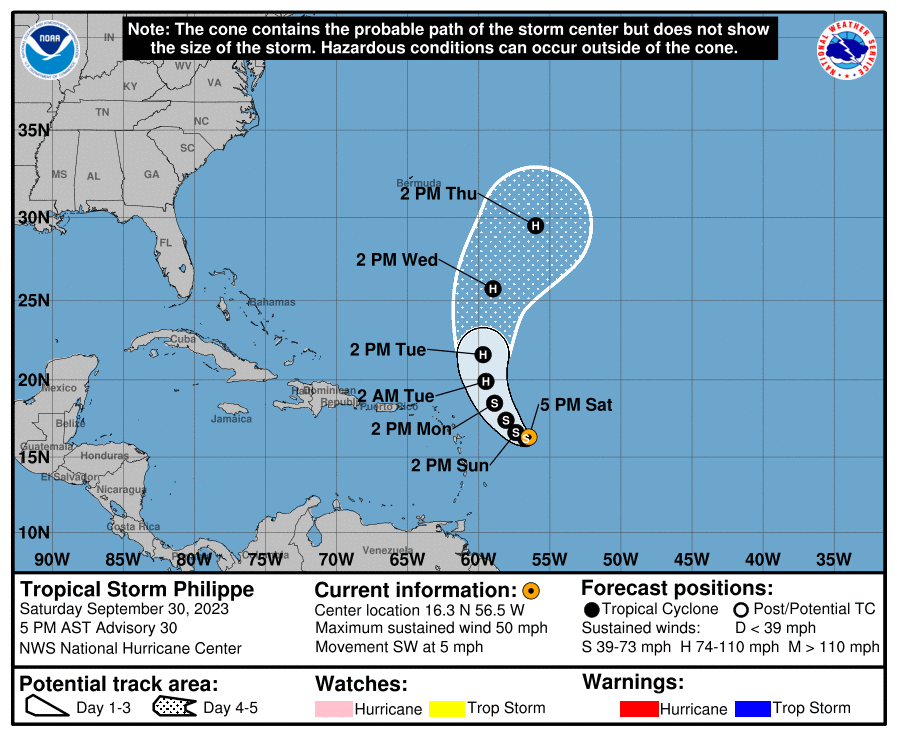 Note: The cone contains the probable path of the storm center but does not show
the size of the storm. Hazardous conditions can occur outside of the cone.
NOAA
NATIONAL WEATHER SERVICE
IN
WV
KY
VA
TN
NC
35N
SC
MS
AL
GA
Bermuda
2 PM Thu
30N
FL
2 PM Wed
25N
Bahamas
Cuba
2 PM Tue
20N
Mexico
Dominican
Republic
2 AM Tue
Puerto Rico
5 PM Sat
Jamaica
Belize
2 PM Mon
Guatemala
15N
Honduras
2 PM Sun
El Salvador
Nicaragua
Costa Rica
10N
Venezuela
H
H
H
H
S
S
S
S
90W 85W 80W 75W 70W 65W 60W 55W 50W 45W 40W 35W
Tropical Storm Philippe
Saturday September 30, 2023
5 PM AST Advisory 30
NWS National Hurricane Center
Current information:
Center location 16.3 N 56.5 W
Maximum sustained wind 50 mph
Movement SW at 5 mph
Forecast positions:
Tropical Cyclone Post/Potential TC
Sustained winds: D < 39 mph
S 39-73 mph H 74-110 mph M > 110 mph
Potential track area:
Day 1-3 Day 4-5
Watches:
Hurricane Trop Storm
Warnings:
Hurricane Trop Storm